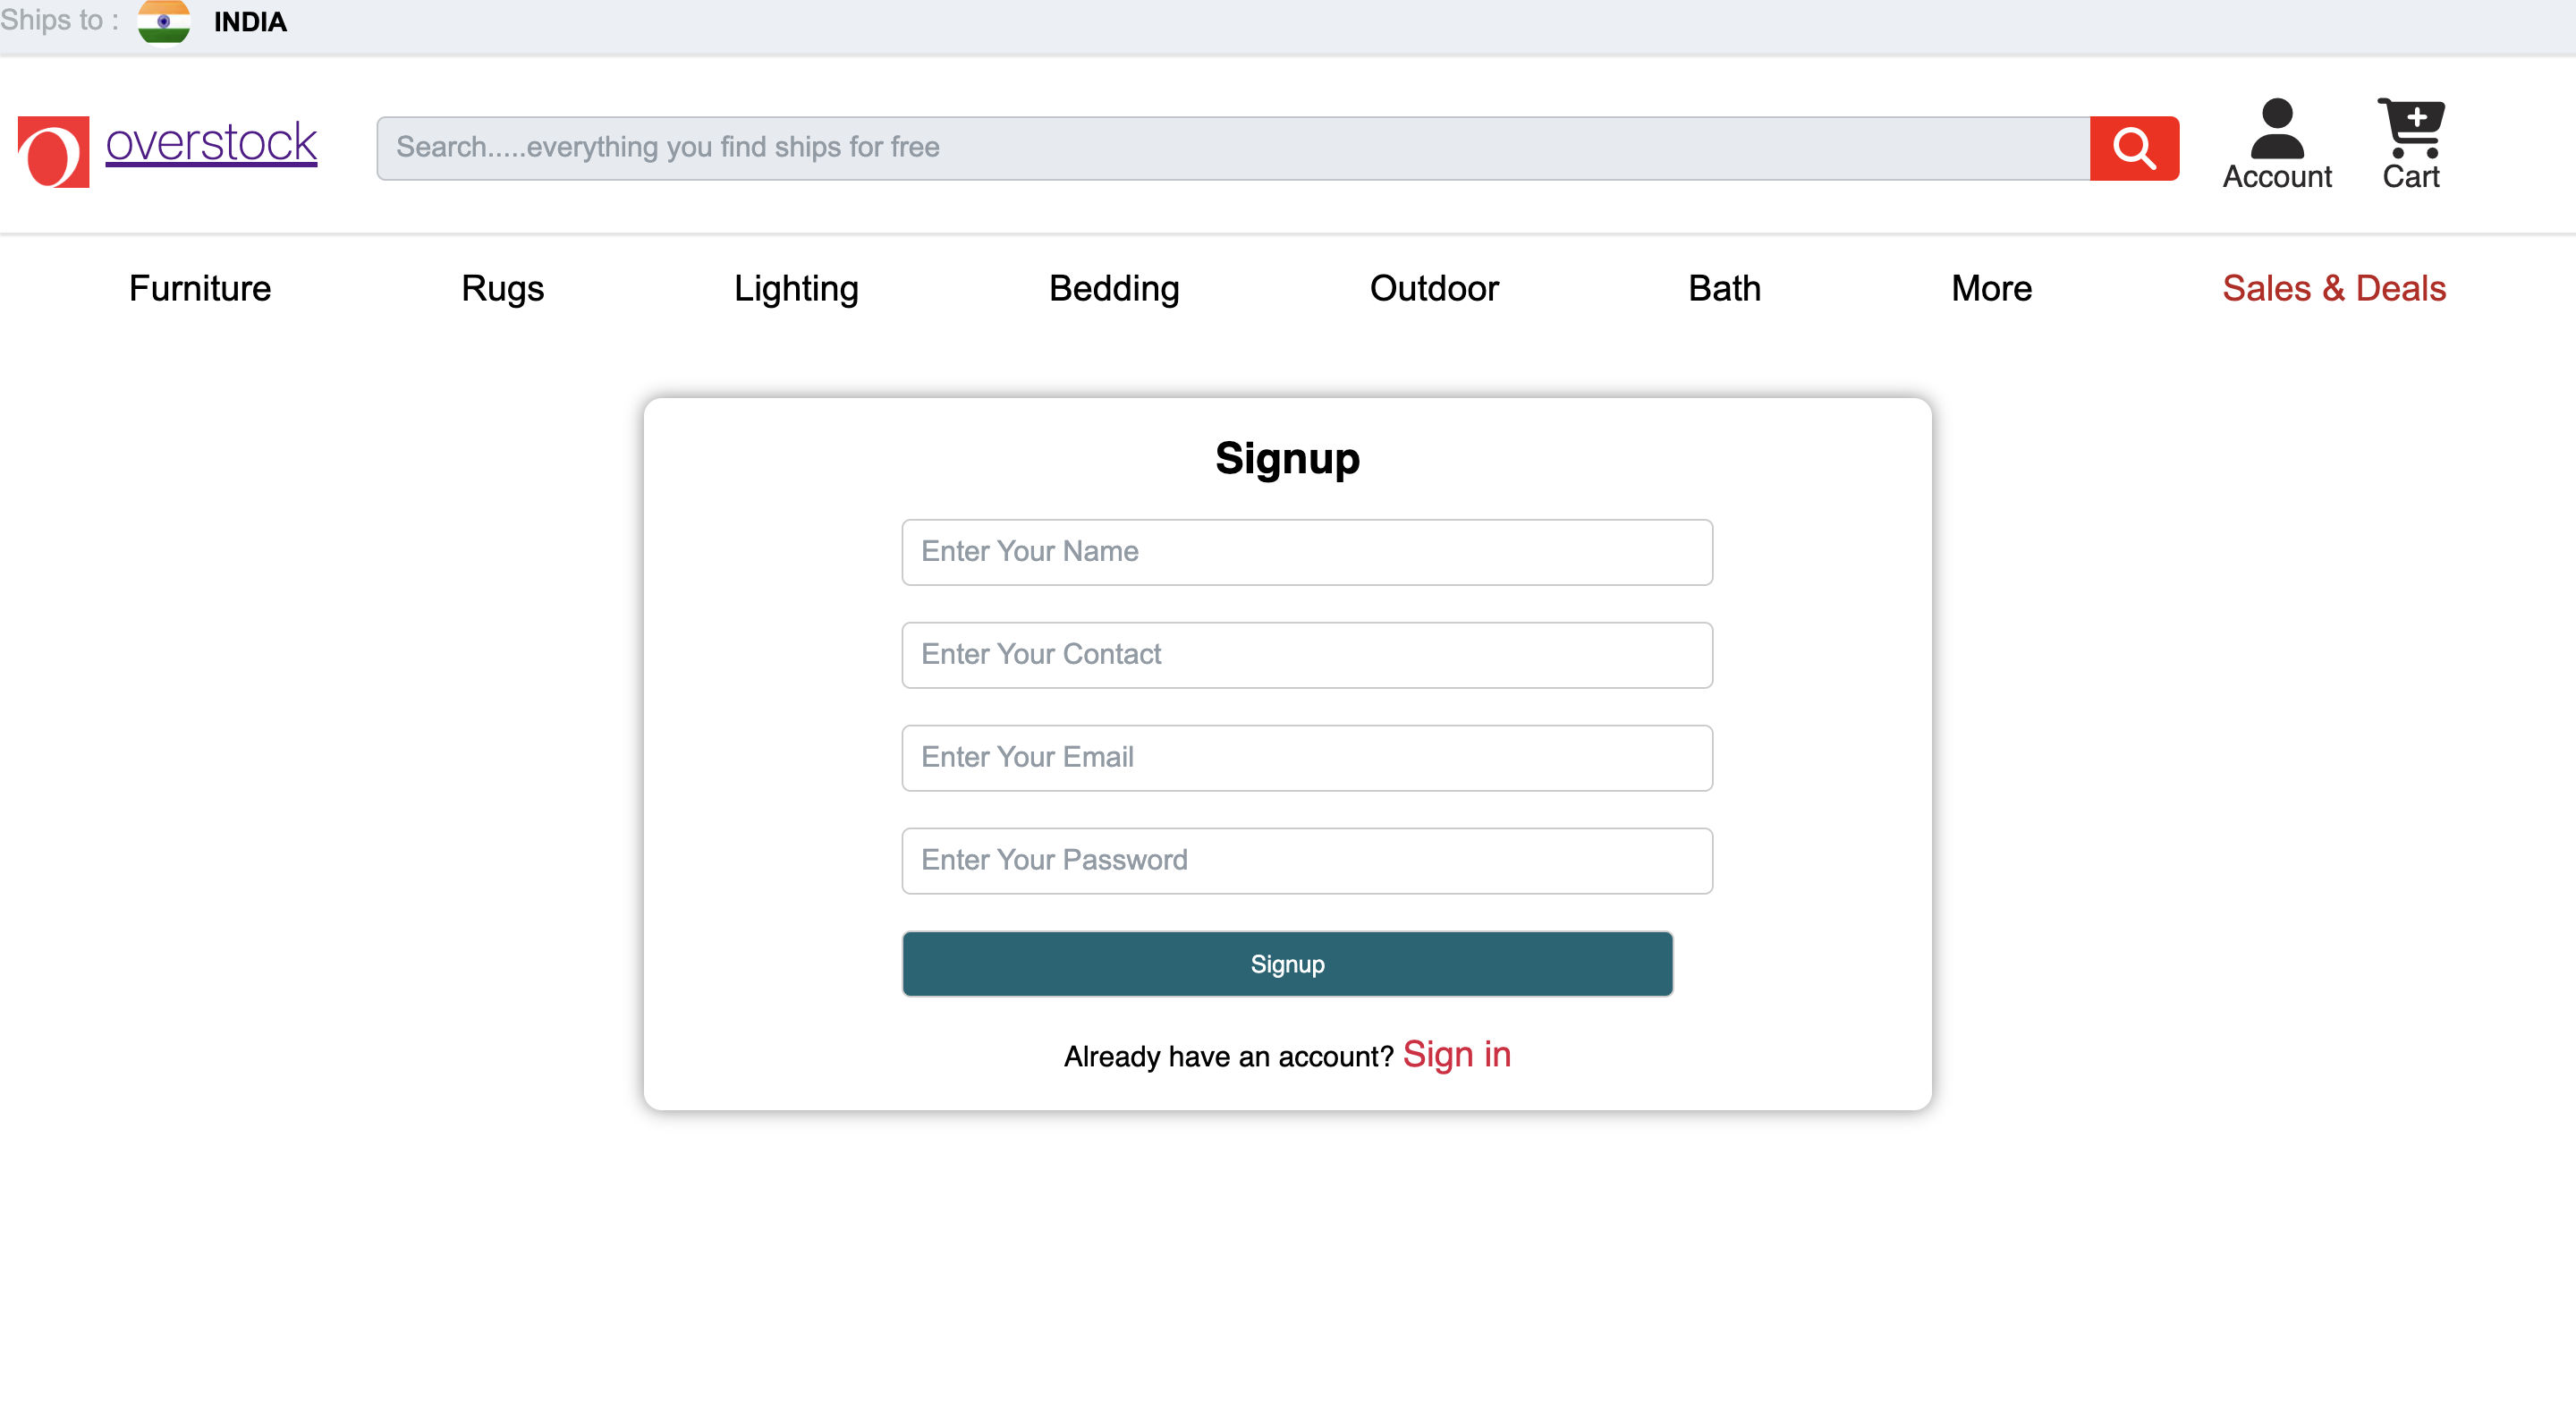 Ships to : INDIA
overstock
Search.....everything you find ships for free
Account
Cart
Furniture Rugs Lighting Bedding Outdoor Bath More Sales & Deals
Signup
Enter Your Name
Enter Your Contact
Enter Your Email
Enter Your Password
Signup
Already have an account? Sign in